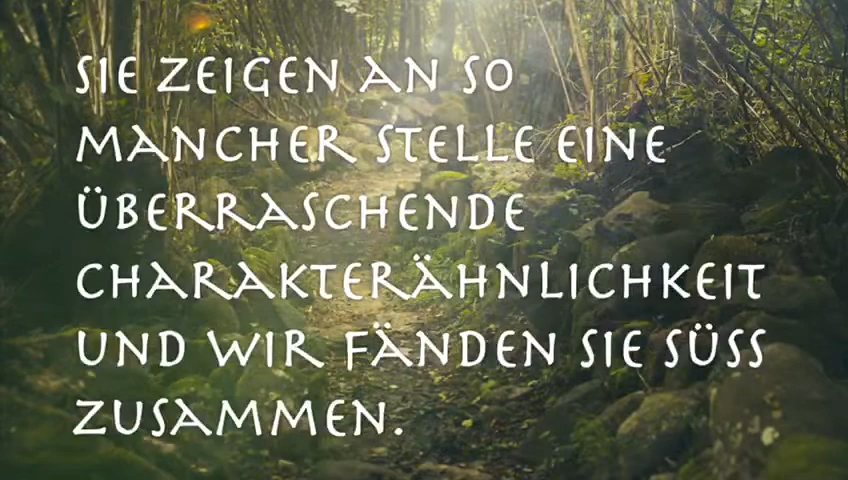 SIE ZEIGEN AN SO
MANCHER STELLE EINE
ÜBERRASCHENDE
CHARAKTERÄHNLICHKEIT
UND WIR FÄNDEN SIE SÜSS
ZUSAMMEN.